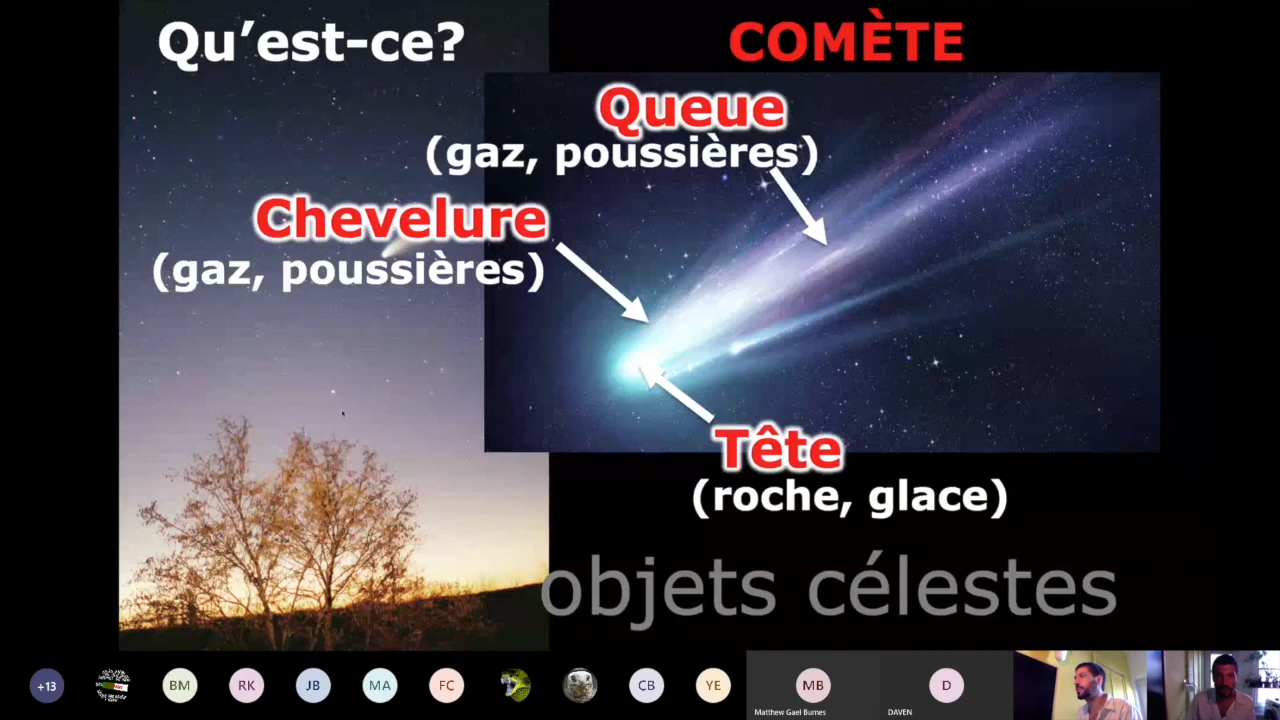 Qu’est-ce?
COMÈTE
Queue
(gaz, poussières)
Chevelure
(gaz, poussières)
Tête
(roche, glace)
objets célestes
+13
BM
RK
JB
MA
FC
CB
YE
MB
D
Matthew Gael Burnes
DAVEN